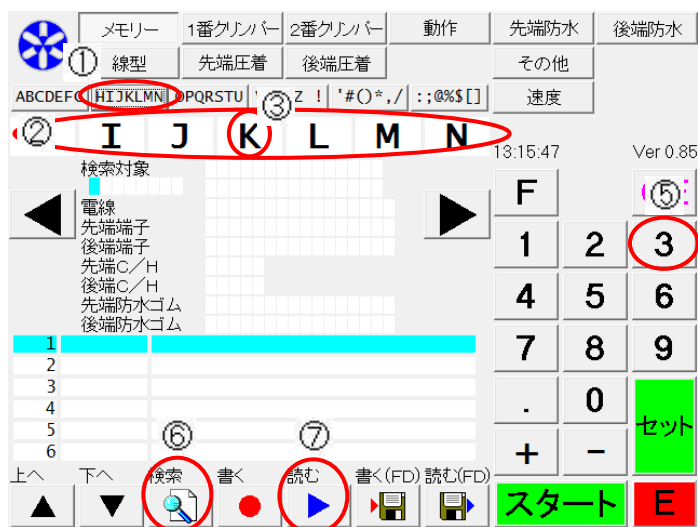 メモリー 1番クリンパー 2番クリンパー 動作 先端防水 後端防水
① 線型 先端圧着 後端圧着 その他
ABCDEFG HIJKLMN OPQRSTU Z ! '#()*,/ :;@%$[] 速度
③
② I J K L M N
13:15:47 Ver 0.85
検索対象
F ⑤
電線
先端端子
後端端子
先端C/H
後端C/H
先端防水ゴム
後端防水ゴム
1 2 3
4 5 6
7 8 9
. 0 セット
+ -
1
2
3
4
5
6
⑥ ⑦
上へ 下へ 検索 書く 読む 書く(FD) 読む(FD)
スタート E